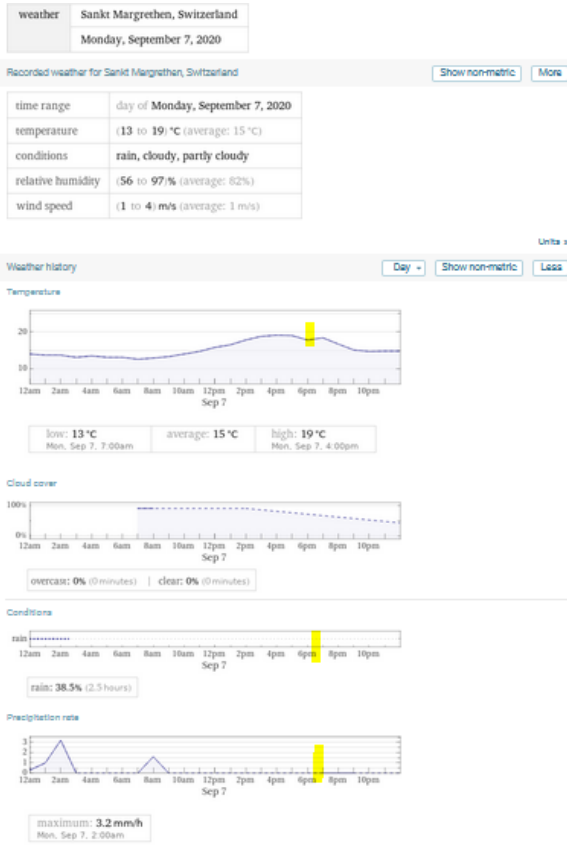 weather Sankt Margrethen, Switzerland
Monday, September 7, 2020
Recorded weather for Sankt Margrethen, Switzerland Show non-metric More
time range day of Monday, September 7, 2020
temperature (13 to 19) °C (average: 15 °C)
conditions rain, cloudy, partly cloudy
relative humidity (56 to 97)% (average: 82%)
wind speed (1 to 4) m/s (average: 1 m/s)
Units »
Weather history Day Show non-metric Less
Temperature
20
10
12am 2am 4am 6am 8am 10am 12pm 2pm 4pm 6pm 8pm 10pm
Sep 7
low: 13 °C average: 15 °C high: 19 °C
Mon, Sep 7, 7:00am Mon, Sep 7, 4:00pm
Cloud cover
100%
0%
12am 2am 4am 6am 8am 10am 12pm 2pm 4pm 6pm 8pm 10pm
Sep 7
overcast: 0% (0 minutes) | clear: 0% (0 minutes)
Conditions
rain
12am 2am 4am 6am 8am 10am 12pm 2pm 4pm 6pm 8pm 10pm
Sep 7
rain: 38.5% (2.5 hours)
Precipitation rate
3
2
1
0
12am 2am 4am 6am 8am 10am 12pm 2pm 4pm 6pm 8pm 10pm
Sep 7
maximum: 3.2 mm/h
Mon, Sep 7, 2:00am